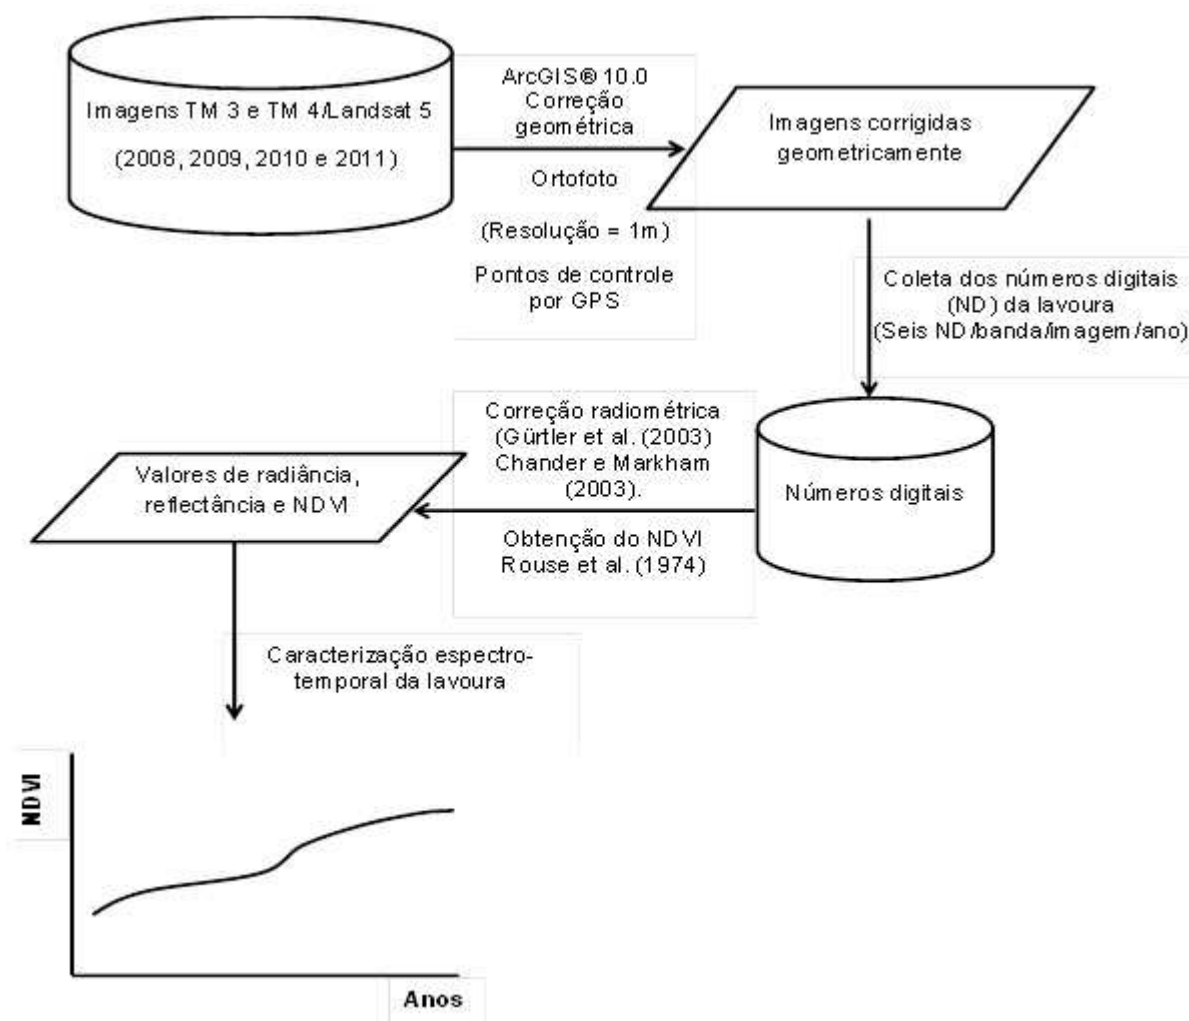 Imagens TM 3 e TM 4/Landsat 5
(2008, 2009, 2010 e 2011)
ArcGIS® 10.0
Correção
geométrica
Ortofoto
(Resolução = 1m)
Pontos de controle
por GPS
Imagens corrigidas
geometricamente
Coleta dos números digitais
(ND) da lavoura
(Seis ND/banda/imagem/ano)
Números digitais
Correção radiométrica
(Gürtler et al. (2003)
Chander e Markham
(2003).
Obtenção do NDVI
Rouse et al. (1974)
Valores de radiância,
reflectância e NDVI
Caracterização espectro-
temporal da lavoura
NDVI
Anos